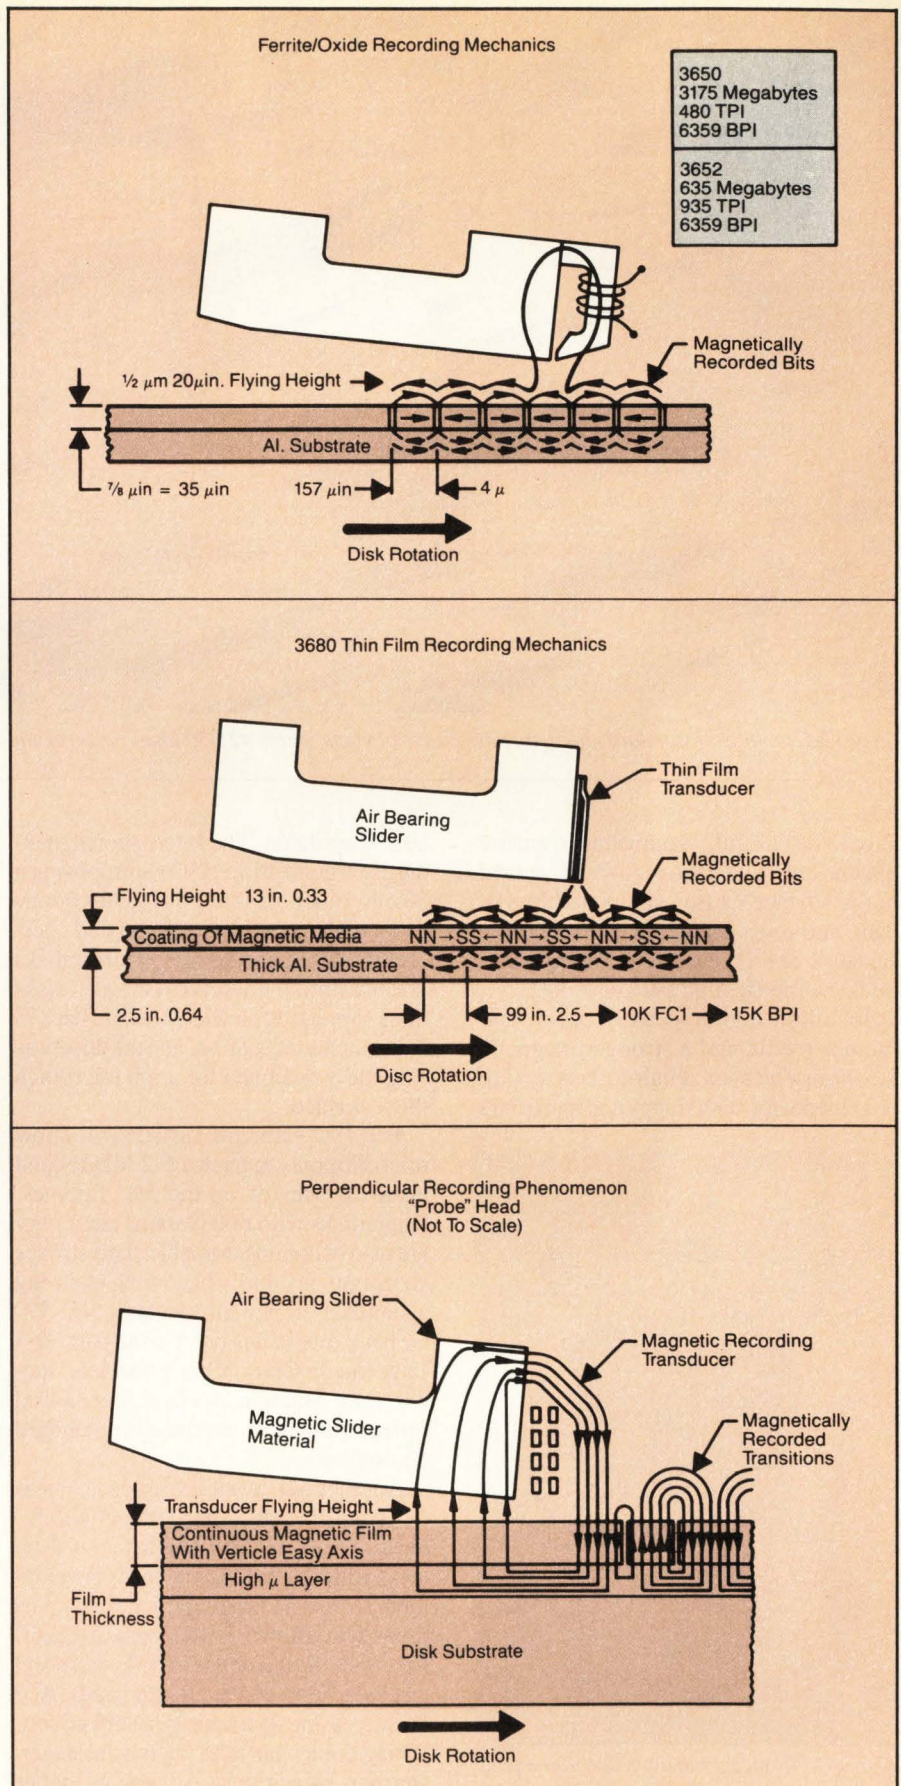 Ferrite/Oxide Recording Mechanics
3650
3175 Megabytes
480 TPI
6359 BPI
3652
635 Megabytes
935 TPI
6359 BPI
Magnetically
Recorded Bits
½ μm 20μin. Flying Height
Al. Substrate
⅞ μin = 35 μin
157 μin
4 μ
Disk Rotation
3680 Thin Film Recording Mechanics
Thin Film
Transducer
Air Bearing
Slider
Magnetically
Recorded Bits
Flying Height 13 in. 0.33
Coating Of Magnetic Media
NN→SS←NN→SS←NN→SS←NN
Thick Al. Substrate
2.5 in. 0.64
99 in. 2.5
10K FC1
15K BPI
Disc Rotation
Perpendicular Recording Phenomenon
“Probe” Head
(Not To Scale)
Air Bearing Slider
Magnetic Recording
Transducer
Magnetic Slider
Material
Magnetically
Recorded
Transitions
Transducer Flying Height
Continuous Magnetic Film
With Verticle Easy Axis
High μ Layer
Film
Thickness
Disk Substrate
Disk Rotation